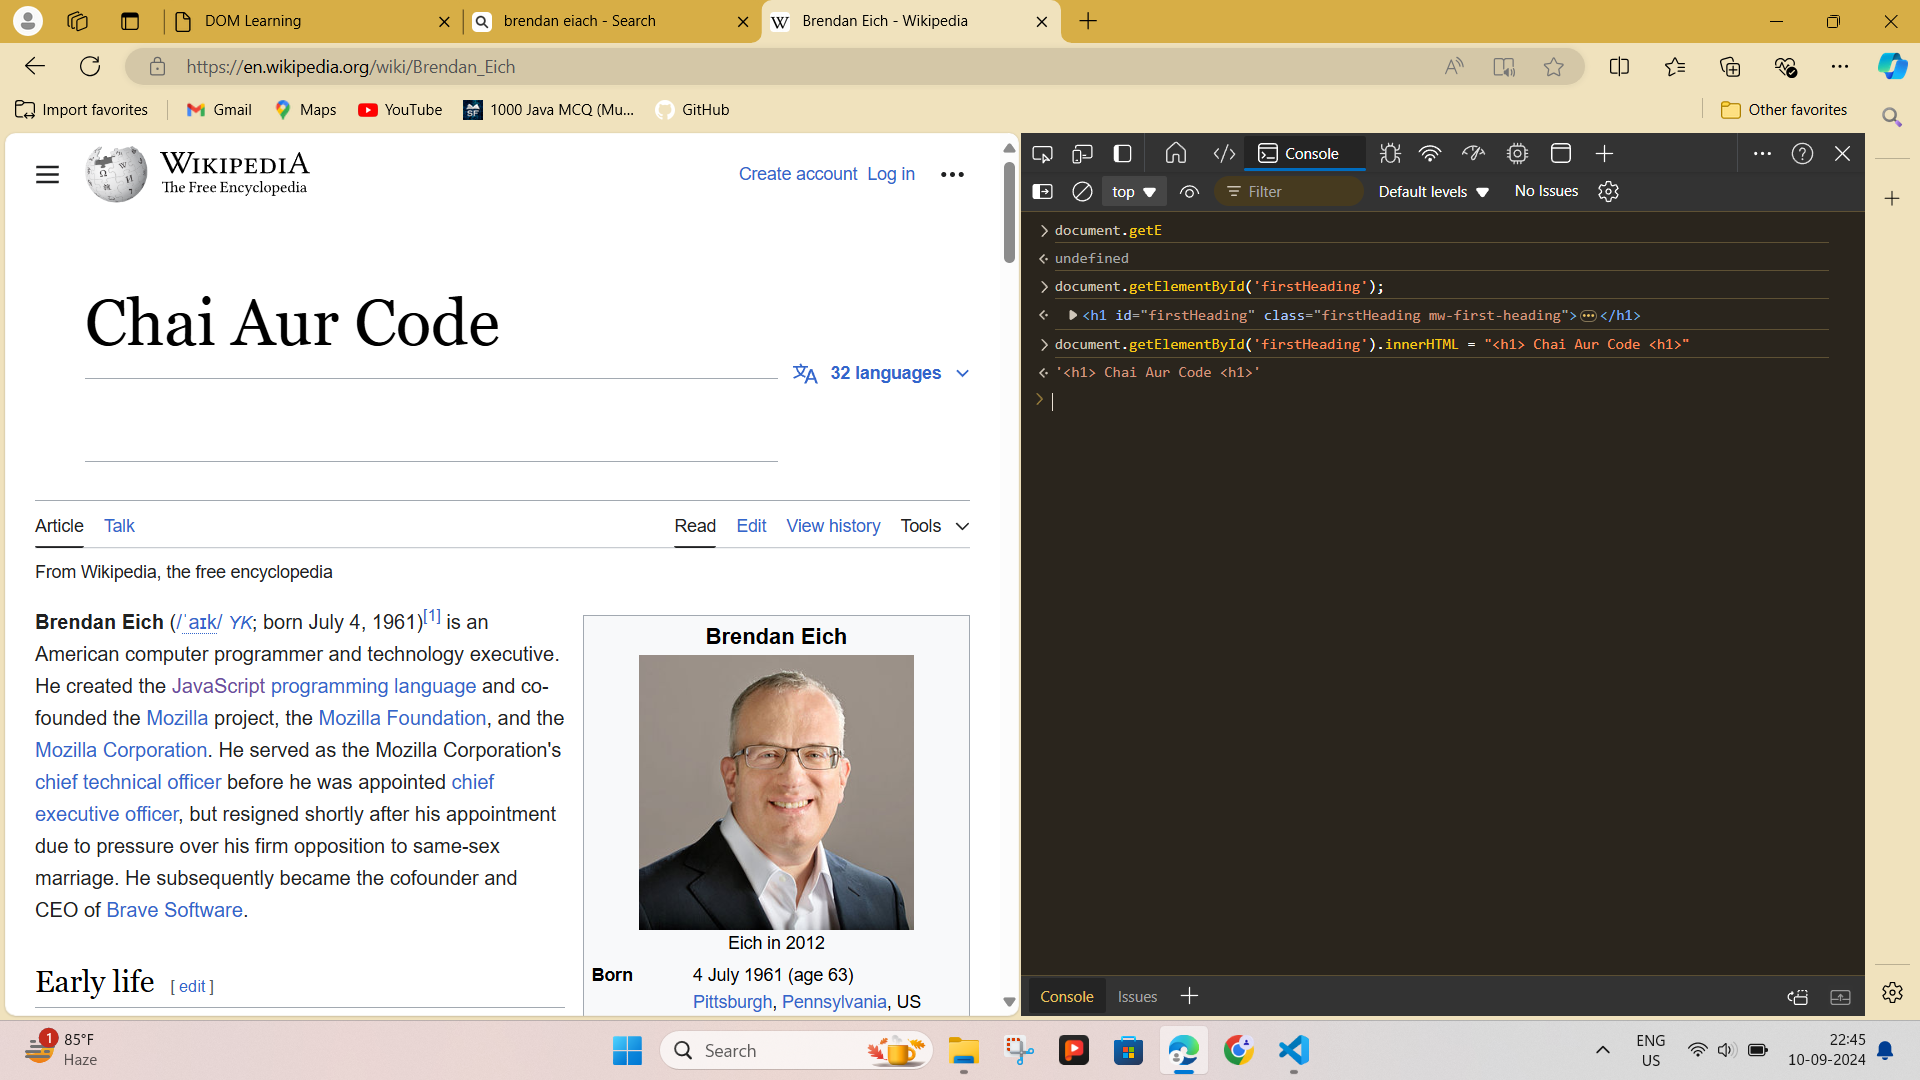 DOM Learning
brendan eiach - Search
Brendan Eich - Wikipedia
https://en.wikipedia.org/wiki/Brendan_Eich
Import favorites
Gmail
Maps
YouTube
1000 Java MCQ (Mu...
GitHub
Other favorites
WIKIPEDIA
The Free Encyclopedia
Create account Log in
Chai Aur Code
32 languages
Article Talk
Read Edit View history Tools
From Wikipedia, the free encyclopedia
Brendan Eich (/ˈaɪk/ YK; born July 4, 1961)[1] is an
American computer programmer and technology executive.
He created the JavaScript programming language and co-
founded the Mozilla project, the Mozilla Foundation, and the
Mozilla Corporation. He served as the Mozilla Corporation's
chief technical officer before he was appointed chief
executive officer, but resigned shortly after his appointment
due to pressure over his firm opposition to same-sex
marriage. He subsequently became the cofounder and
CEO of Brave Software.
Early life [ edit ]
Brendan Eich
Eich in 2012
Born 4 July 1961 (age 63)
Pittsburgh, Pennsylvania, US
Console
top
Filter
Default levels
No Issues
document.getE
undefined
document.getElementById('firstHeading');
<h1 id="firstHeading" class="firstHeading mw-first-heading">…</h1>
document.getElementById('firstHeading').innerHTML = "<h1> Chai Aur Code <h1>"
'<h1> Chai Aur Code <h1>'
Console
Issues
1
85°F
Haze
Search
ENG
US
22:45
10-09-2024